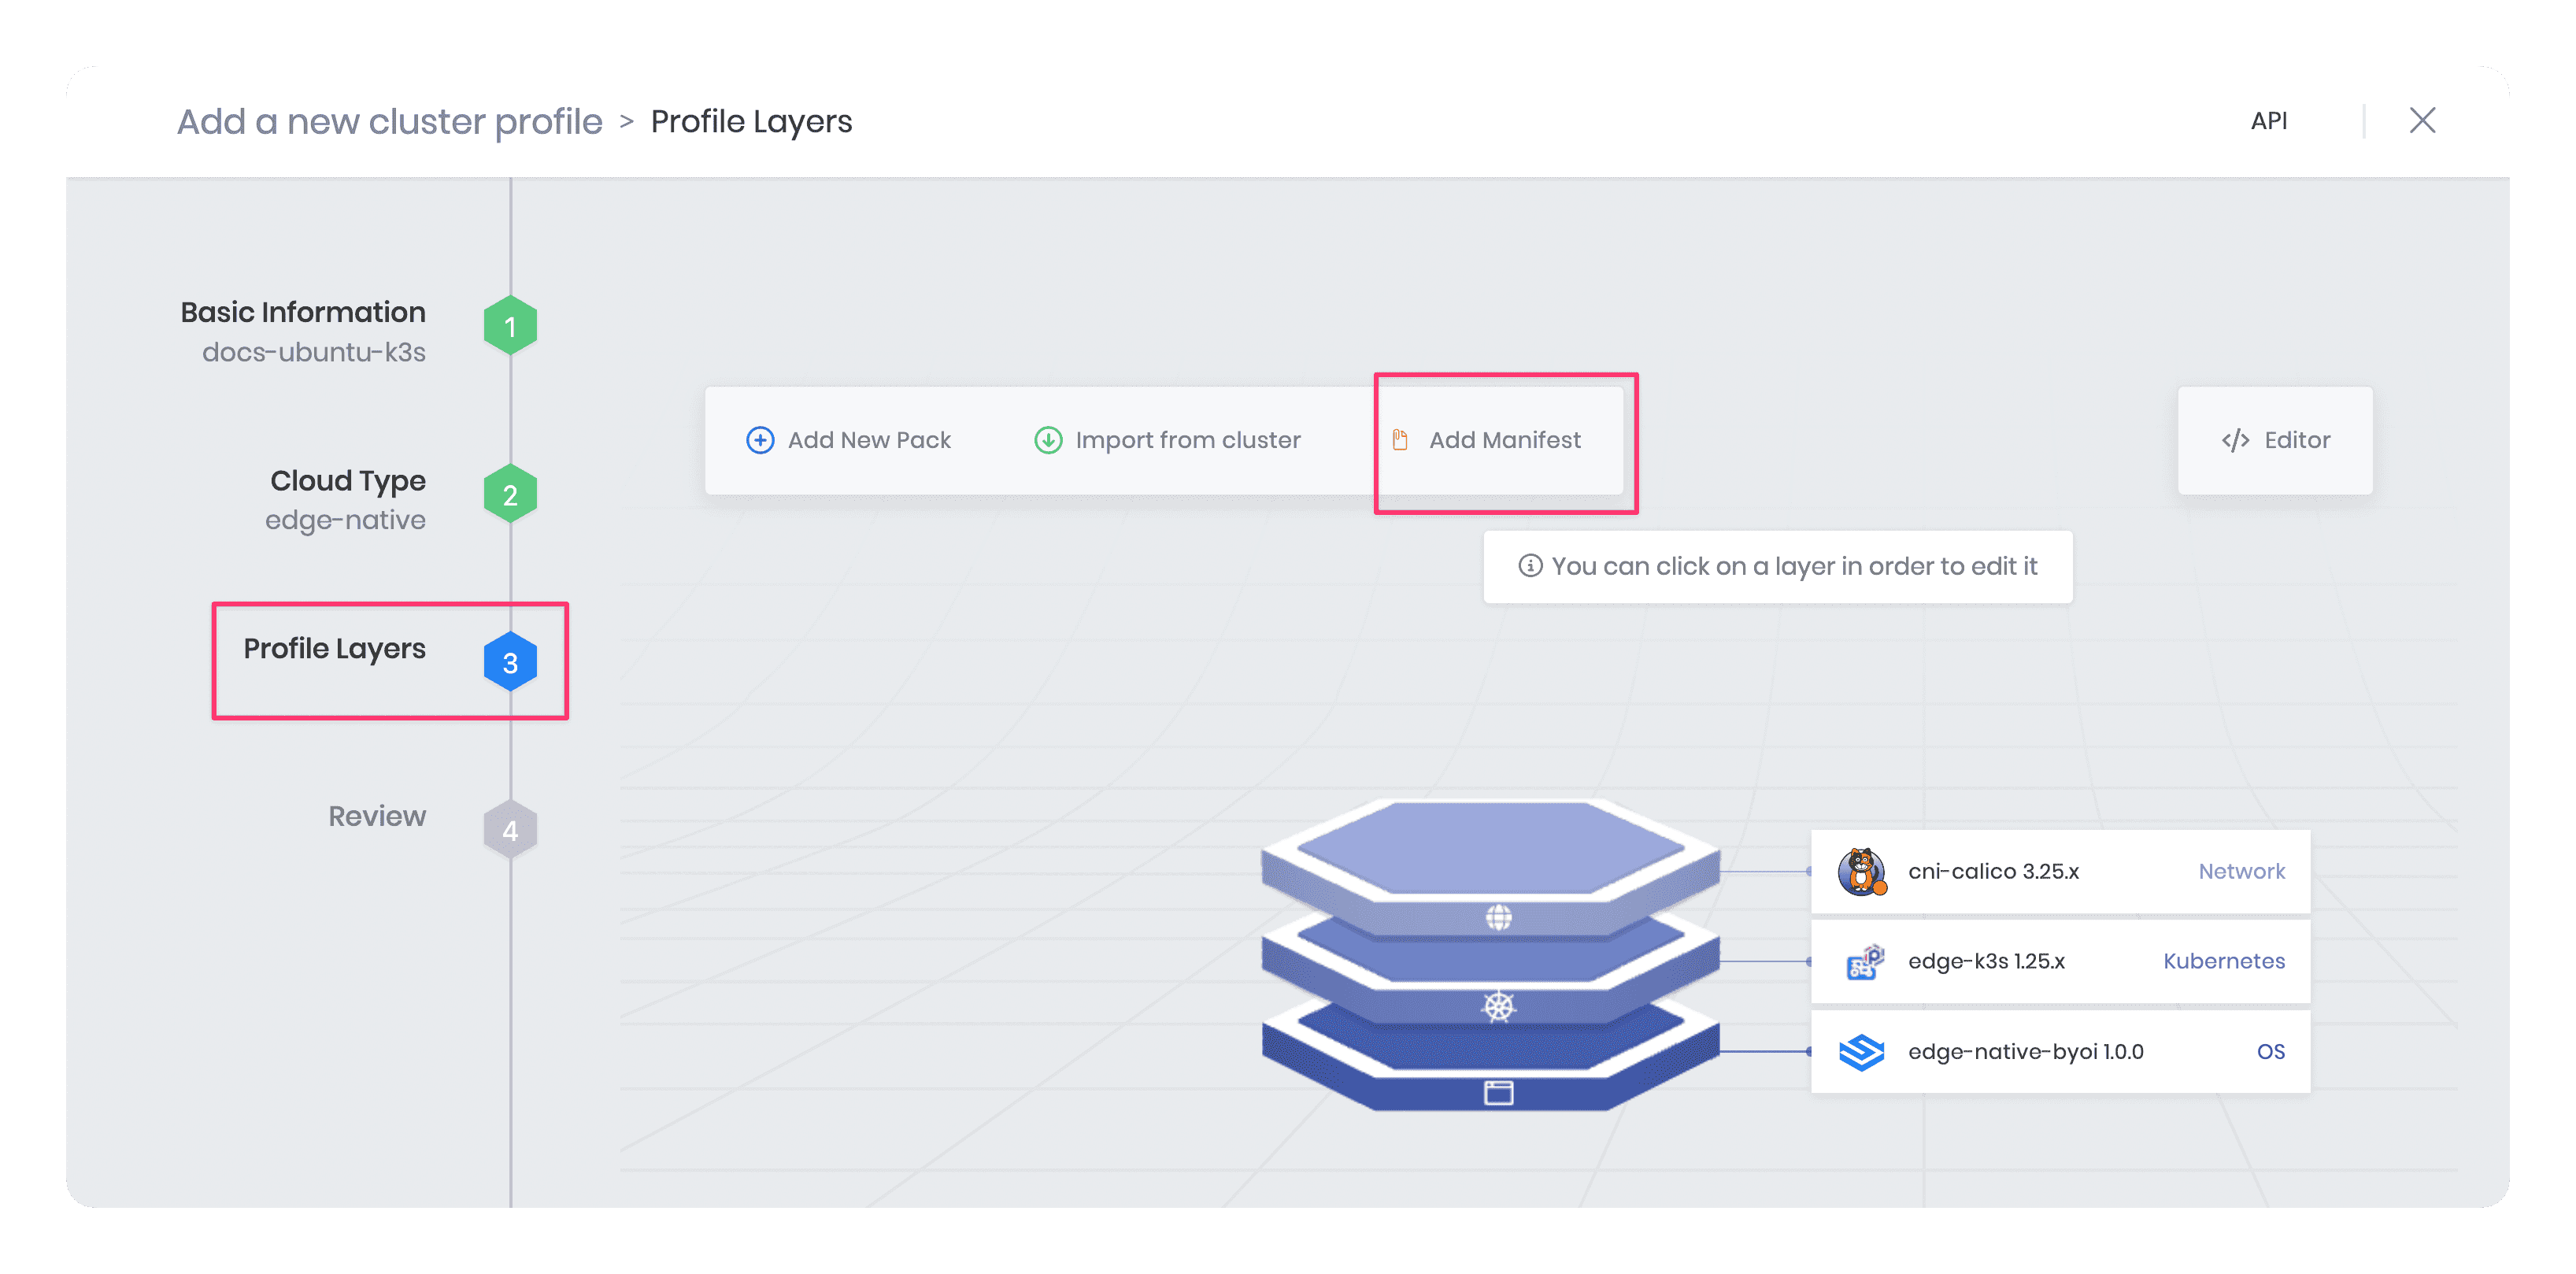 Add a new cluster profile > Profile Layers
API
Basic Information
docs-ubuntu-k3s
1
Cloud Type
edge-native
2
Profile Layers
3
Review
4
Add New Pack
Import from cluster
Add Manifest
</> Editor
You can click on a layer in order to edit it
cni-calico 3.25.x Network
edge-k3s 1.25.x Kubernetes
edge-native-byoi 1.0.0 OS